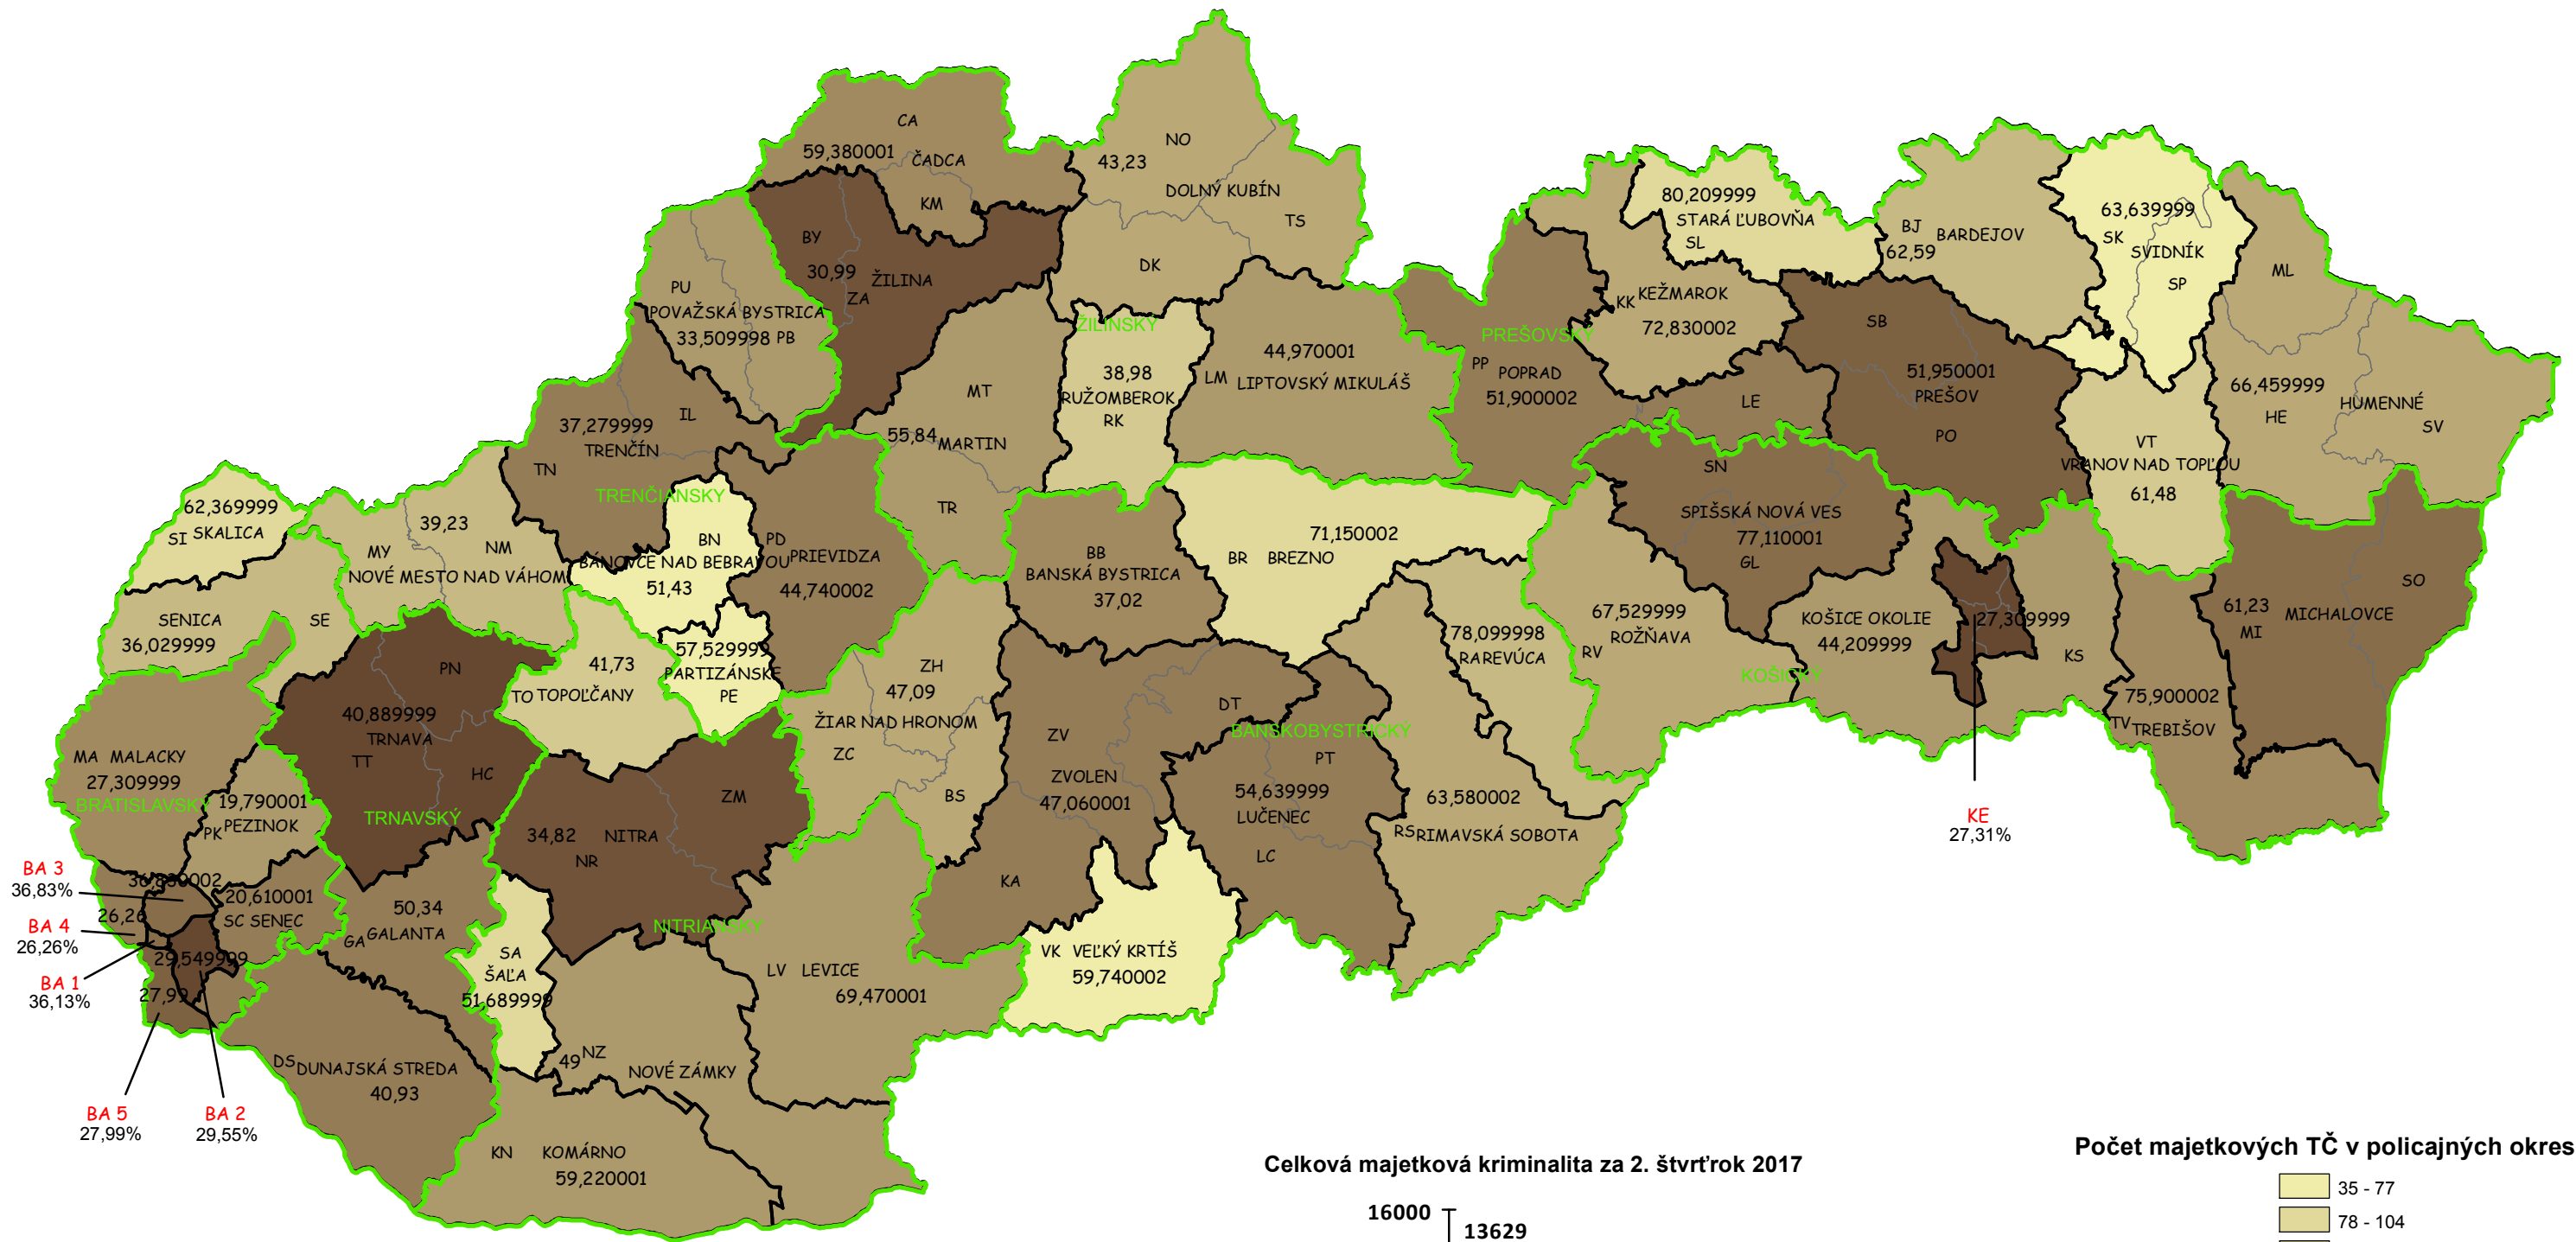 CA
59,380001
ČADCA
KM
NO
43,23
DOLNÝ KUBÍN
TS
DK
BY
30,99
ŽILINA
ZA
PU
POVAŽSKÁ BYSTRICA
33,509998 PB
ŽILINSKÝ
38,98
RUŽOMBEROK
RK
44,970001
LM LIPTOVSKÝ MIKULÁŠ
MT
55,84 MARTIN
TR
80,209999
STARÁ ĽUBOVŇA
SL
KK KEŽMAROK
72,830002
PREŠOVSKÝ
PP POPRAD
51,900002
LE
BJ BARDEJOV
62,59
63,639999
SK
SVIDNÍK
SP
ML
SB
51,950001
PREŠOV
PO
66,459999
HE
HUMENNÉ
SV
VT
VRANOV NAD TOPĽOU
61,48
37,279999
TRENČÍN
IL
TN
TRENČIANSKY
62,369999
SI SKALICA
MY
39,23
NM
NOVÉ MESTO NAD VÁHOM
BN
BÁNOVCE NAD BEBRAVOU
51,43
PD
PRIEVIDZA
44,740002
SENICA
36,029999
SE
BB
BANSKÁ BYSTRICA
37,02
71,150002
BR BREZNO
SN
SPIŠSKÁ NOVÁ VES
77,110001
GL
78,099998
RAREVÚCA
67,529999
ROŽŇAVA
RV
KOŠICE OKOLIE
44,209999
27,309999
KS
KOŠICKÝ
61,23
MI
MICHALOVCE
SO
75,900002
TV TREBIŠOV
PN
40,889999
TRNAVA
TT
HC
TRNAVSKÝ
41,73
TO TOPOĽČANY
57,529999
PARTIZÁNSKE
PE
ZH
47,09
ŽIAR NAD HRONOM
ZC
BS
DT
BANSKOBYSTRICKÝ
ZV
ZVOLEN
47,060001
KA
PT
54,639999
LUČENEC
LC
63,580002
RS RIMAVSKÁ SOBOTA
KE
27,31%
MA MALACKY
27,309999
BRATISLAVSKÝ
19,790001
PK PEZINOK
34,82 NITRA
NR
ZM
NITRIANSKY
BA 3
36,83%
36,830002
20,610001
SC SENEC
26,26
BA 4
26,26%
BA 1
36,13%
29,549999
27,99
50,34
GA GALANTA
SA
ŠAĽA
51,689999
LV LEVICE
69,470001
VK VEĽKÝ KRTÍŠ
59,740002
DS DUNAJSKÁ STREDA
40,93
49 NZ
NOVÉ ZÁMKY
BA 5
27,99%
BA 2
29,55%
KN KOMÁRNO
59,220001
Celková majetková kriminalita za 2. štvrťrok 2017
16000
13629
Počet majetkových TČ v policajných okres
35 - 77
78 - 104